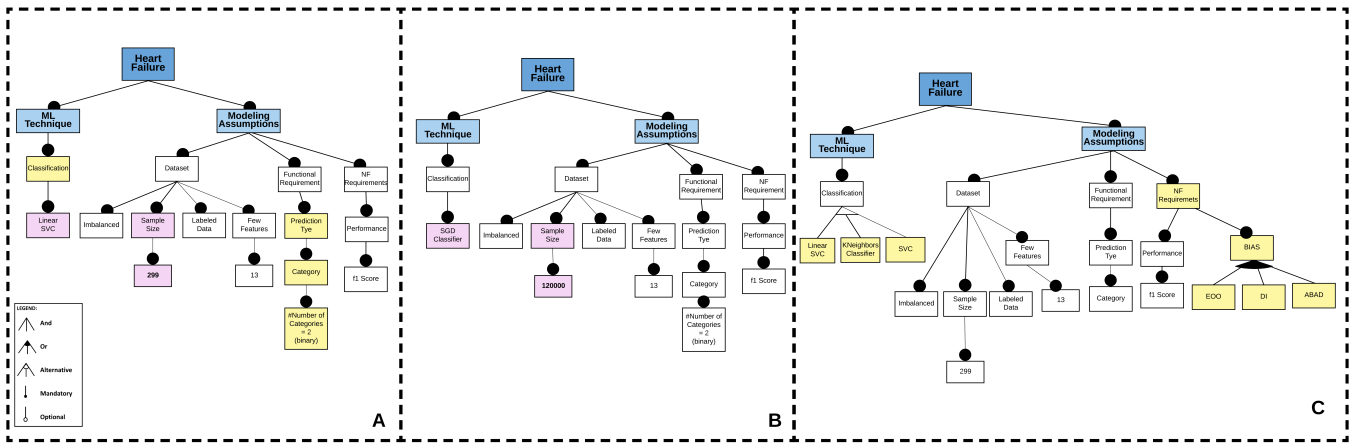 Heart
Failure
ML
Technique
Modeling
Assumptions
Classification
Dataset
Functional
Requirement
NF
Requirements
Linear
SVC
Imbalanced
Sample
Size
Labeled
Data
Few
Features
Prediction
Tye
Performance
299
13
Category
f1 Score
#Number of
Categories
= 2
(binary)
LEGEND:
And
Or
Alternative
Mandatory
Optional
A
Heart
Failure
ML
Technique
Modeling
Assumptions
Classification
Dataset
Functional
Requirement
NF
Requirement
SGD
Classifier
Imbalanced
Sample
Size
Labeled
Data
Few
Features
Prediction
Tye
Performance
120000
13
Category
f1 Score
#Number of
Categories
= 2
(binary)
B
Heart
Failure
ML
Technique
Modeling
Assumptions
Classification
Dataset
Functional
Requirement
NF
Requiremets
Linear
SVC
KNeighbors
Classifier
SVC
Few
Features
Prediction
Tye
Performance
BIAS
Imbalanced
Sample
Size
Labeled
Data
13
Category
f1 Score
EOO
DI
ABAD
299
C